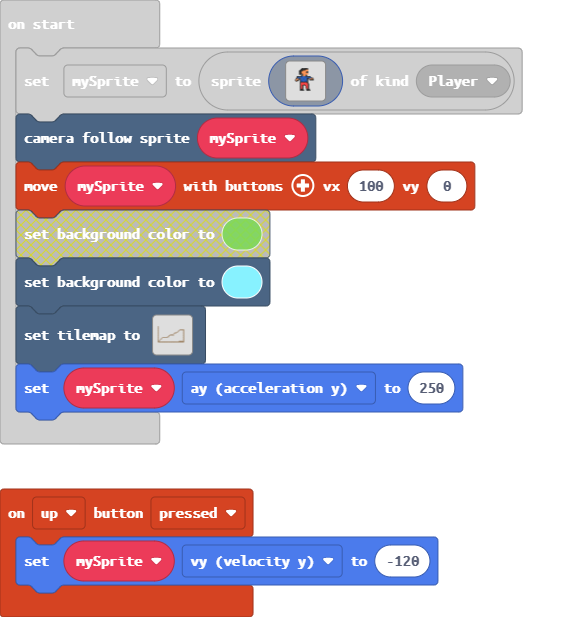 on start
set mySprite to sprite of kind Player
camera follow sprite mySprite
move mySprite with buttons vx 100 vy 0
set background color to
set background color to
set tilemap to
set mySprite ay (acceleration y) to 250
on up button pressed
set mySprite vy (velocity y) to -120